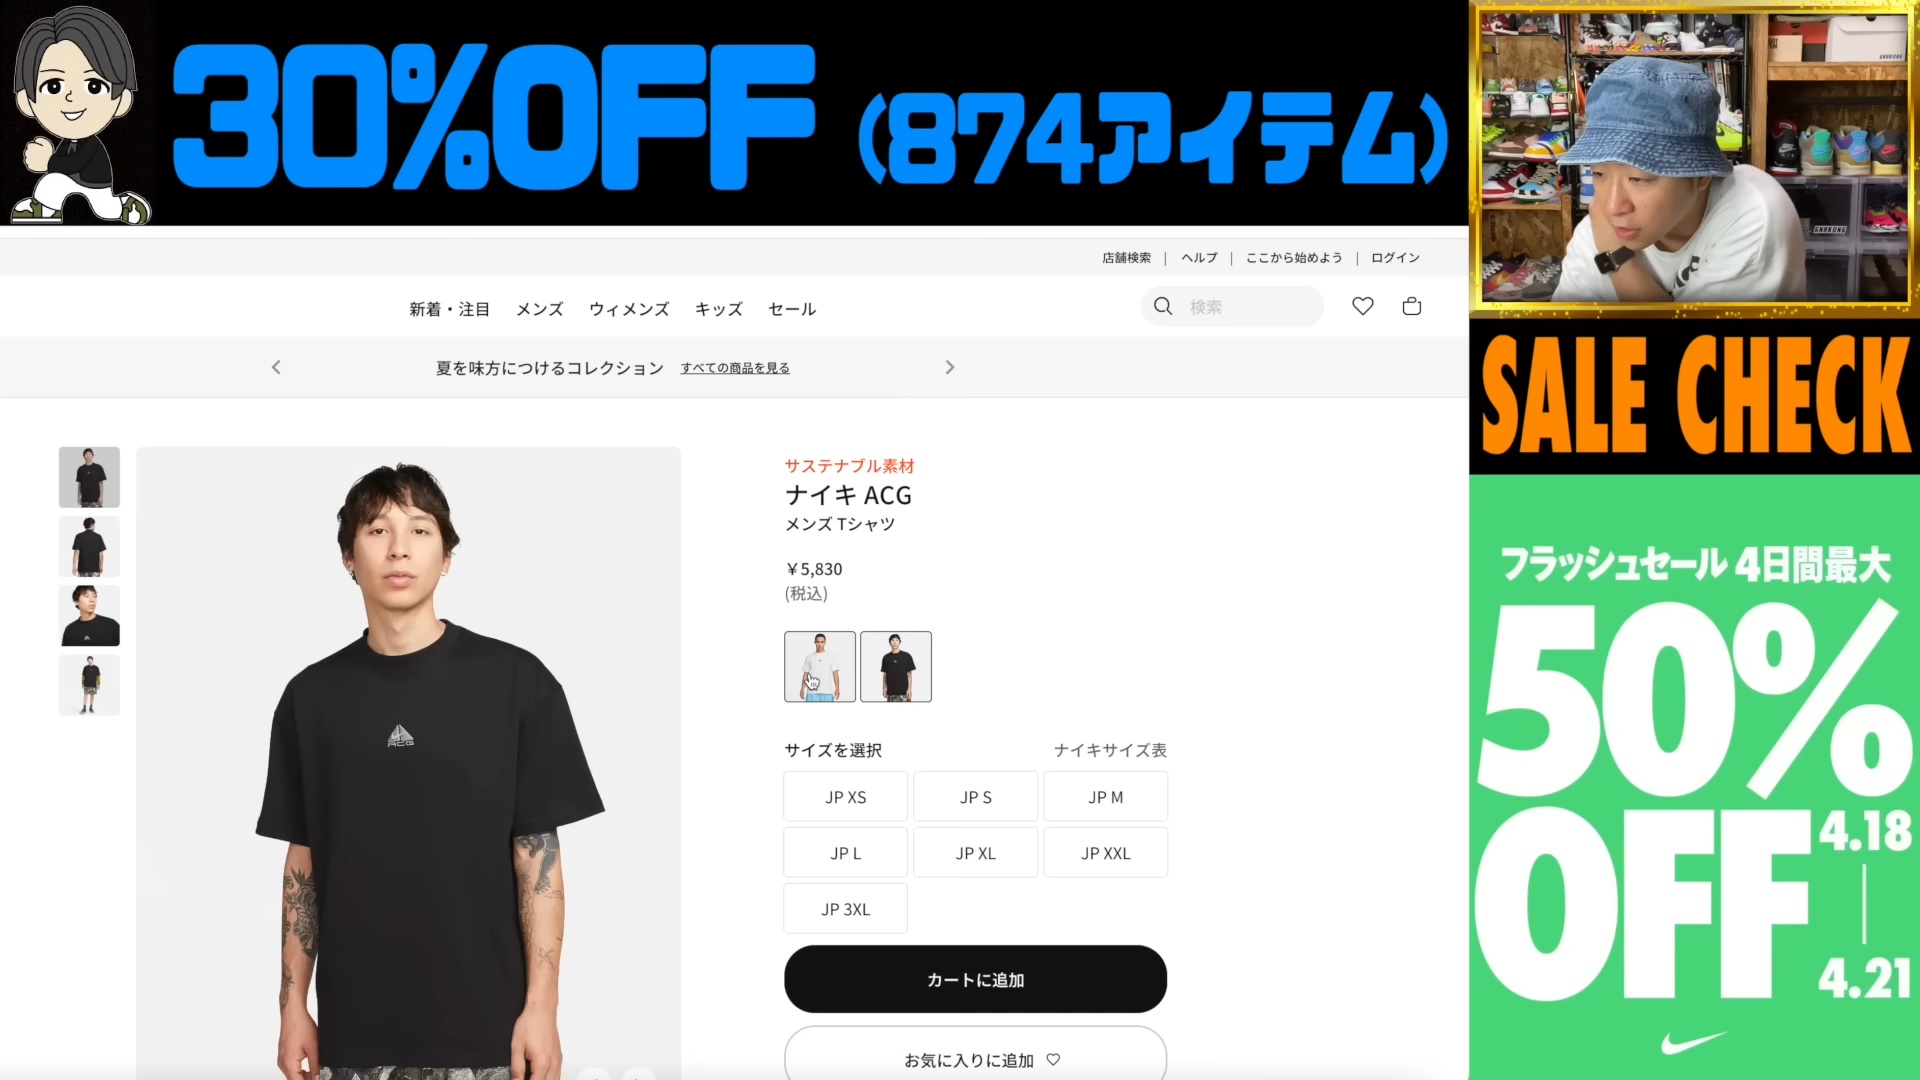 30%OFF (874アイテム)
店舗検索 | ヘルプ | ここから始めよう | ログイン
新着・注目 メンズ ウィメンズ キッズ セール
検索
夏を味方につけるコレクション すべての商品を見る
サステナブル素材
ナイキ ACG
メンズ Tシャツ
￥5,830
(税込)
サイズを選択 ナイキサイズ表
JP XS JP S JP M
JP L JP XL JP XXL
JP 3XL
カートに追加
お気に入りに追加
ACG
SALE CHECK
フラッシュセール 4日間最大
50%
OFF
4.18
4.21